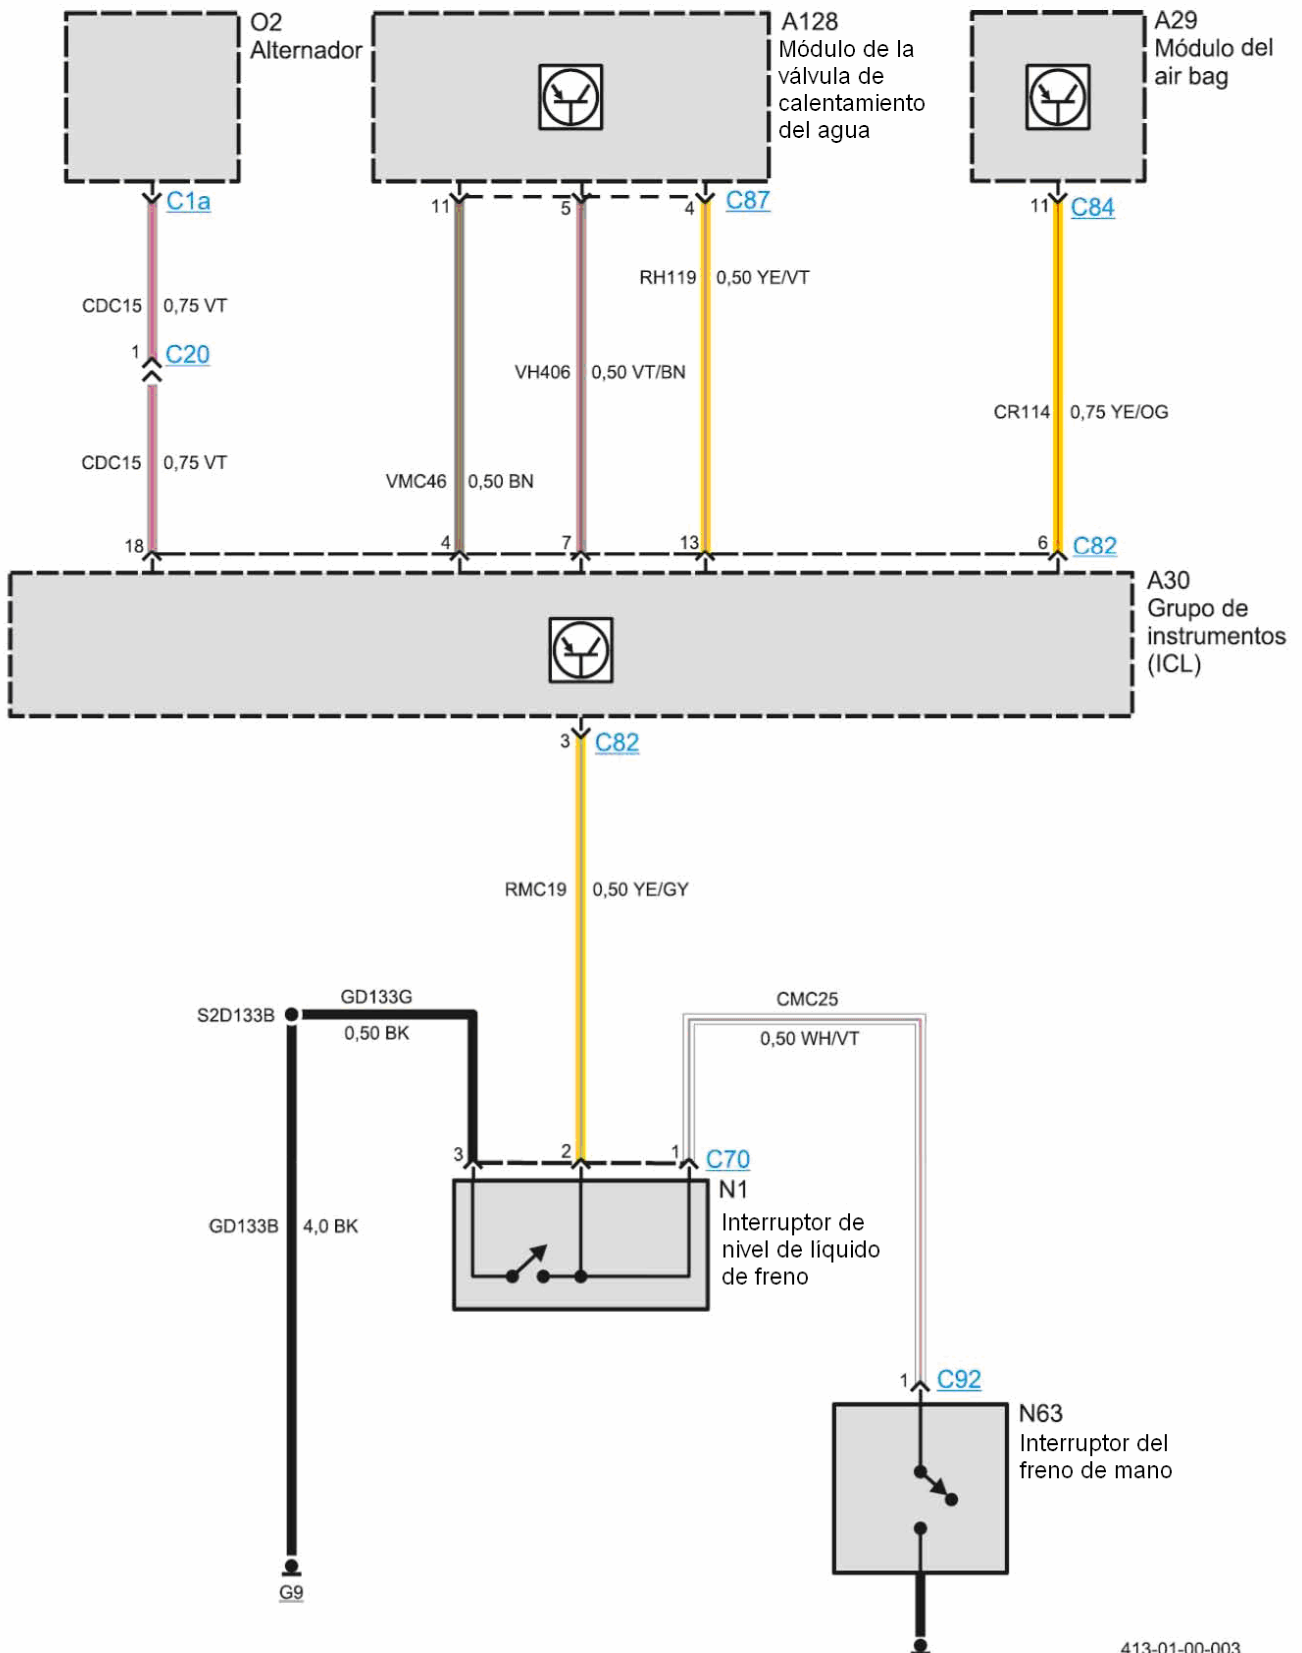 O2
Alternador
A128
Módulo de la
válvula de
calentamiento
del agua
A29
Módulo del
air bag
C1a
11
5
4
C87
11
C84
RH119
0,50 YE/VT
CDC15
0,75 VT
1
C20
VH406
0,50 VT/BN
CR114
0,75 YE/OG
CDC15
0,75 VT
VMC46
0,50 BN
18
4
7
13
6
C82
A30
Grupo de
instrumentos
(ICL)
3
C82
RMC19
0,50 YE/GY
S2D133B
GD133G
0,50 BK
CMC25
0,50 WH/VT
3
2
1
C70
N1
Interruptor de
nivel de líquido
de freno
GD133B
4,0 BK
1
C92
N63
Interruptor del
freno de mano
G9
413-01-00-003